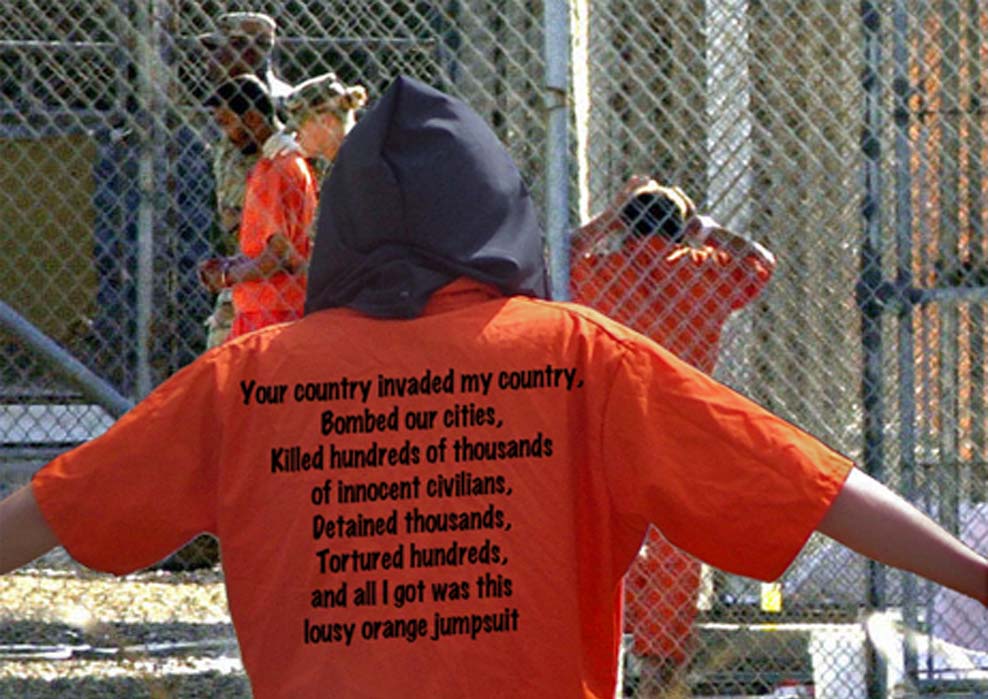 Your country invaded my country,
Bombed our cities,
Killed hundreds of thousands
of innocent civilians,
Detained thousands,
Tortured hundreds,
and all I got was this
lousy orange jumpsuit